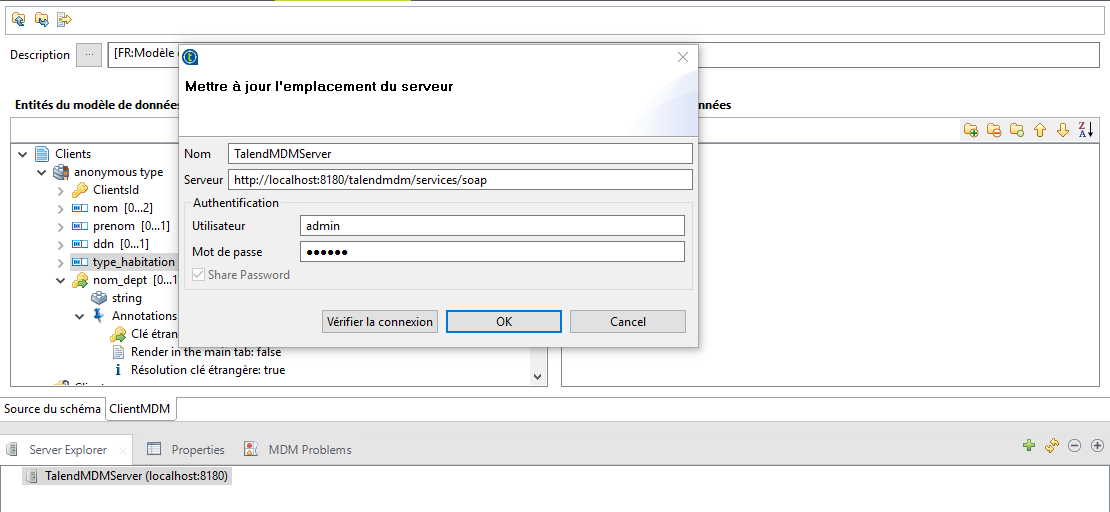 Description
...
[FR:Modèle
Mettre à jour l'emplacement du serveur
Entités du modèle de données
nnées
Nom
TalendMDMServer
Serveur
http://localhost:8180/talendmdm/services/soap
Authentification
Utilisateur
admin
Mot de passe
●●●●●●
Share Password
Vérifier la connexion
OK
Cancel
Clients
anonymous type
ClientsId
nom [0...2]
prenom [0...1]
ddn [0...1]
type_habitation
nom_dept [0...1
string
Annotations
Clé étran
Render in the main tab: false
Résolution clé étrangère: true
Source du schéma
ClientMDM
Server Explorer
Properties
MDM Problems
TalendMDMServer (localhost:8180)